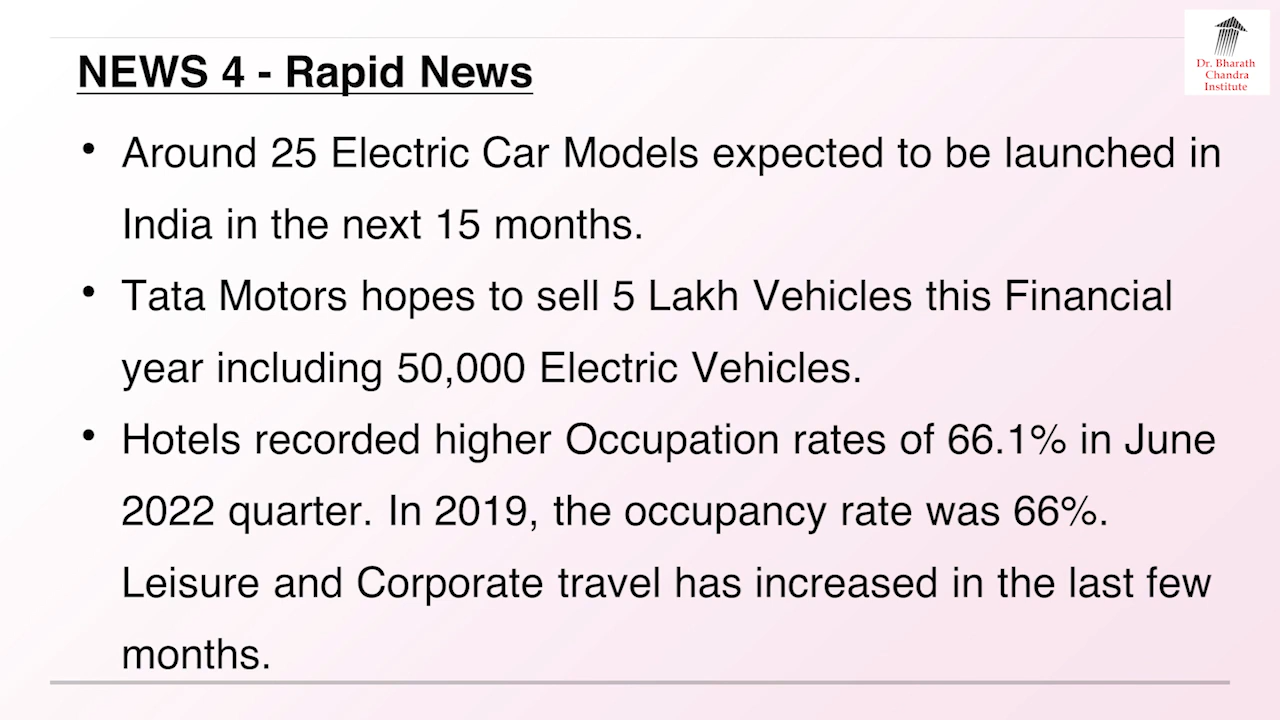 NEWS 4 - Rapid News
Dr. Bharath
Chandra
Institute
• Around 25 Electric Car Models expected to be launched in
India in the next 15 months.
• Tata Motors hopes to sell 5 Lakh Vehicles this Financial
year including 50,000 Electric Vehicles.
• Hotels recorded higher Occupation rates of 66.1% in June
2022 quarter. In 2019, the occupancy rate was 66%.
Leisure and Corporate travel has increased in the last few
months.